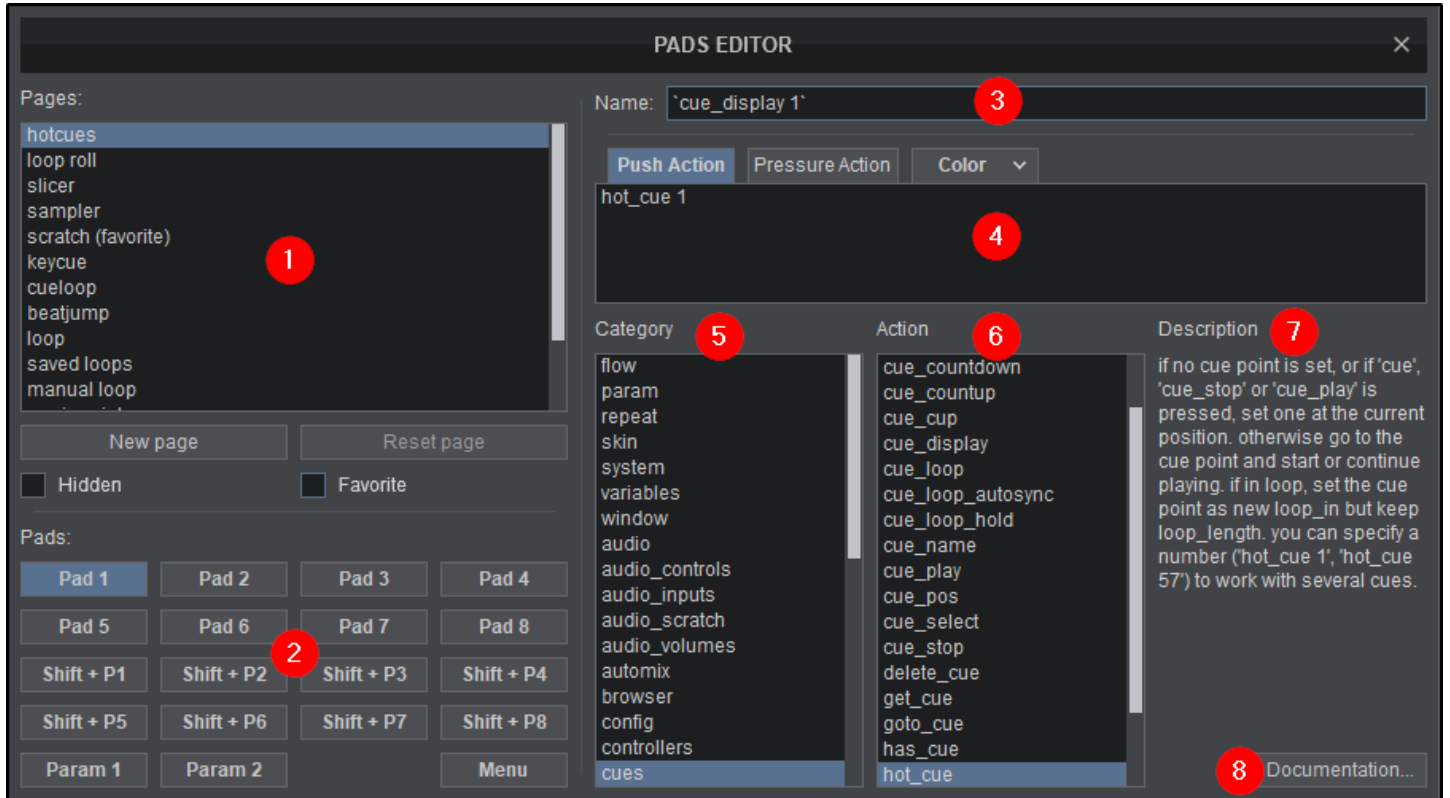 PADS EDITOR
×
Pages:
hotcues
loop roll
slicer
sampler
scratch (favorite)
keycue
cueloop
beatjump
loop
saved loops
manual loop
1
New page
Reset page
Hidden
Favorite
Pads:
Pad 1
Pad 2
Pad 3
Pad 4
Pad 5
Pad 6
Pad 7
Pad 8
2
Shift + P1
Shift + P2
Shift + P3
Shift + P4
Shift + P5
Shift + P6
Shift + P7
Shift + P8
Param 1
Param 2
Menu
Name:
`cue_display 1`
3
Push Action
Pressure Action
Color
hot_cue 1
4
Category
5
flow
param
repeat
skin
system
variables
window
audio
audio_controls
audio_inputs
audio_scratch
audio_volumes
automix
browser
config
controllers
cues
Action
6
cue_countdown
cue_countup
cue_cup
cue_display
cue_loop
cue_loop_autosync
cue_loop_hold
cue_name
cue_play
cue_pos
cue_select
cue_stop
delete_cue
get_cue
goto_cue
has_cue
hot_cue
Description
7
if no cue point is set, or if 'cue',
'cue_stop' or 'cue_play' is
pressed, set one at the current
position. otherwise go to the
cue point and start or continue
playing. if in loop, set the cue
point as new loop_in but keep
loop_length. you can specify a
number ('hot_cue 1', 'hot_cue
57') to work with several cues.
8
Documentation...